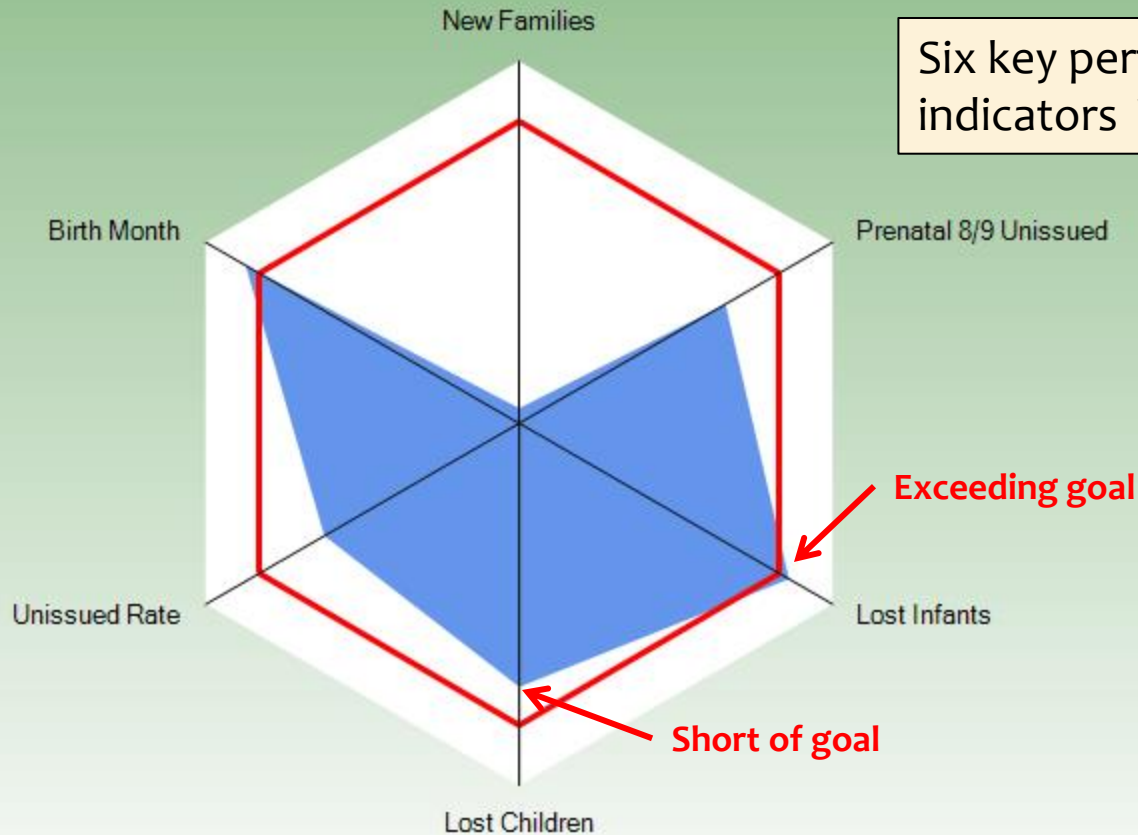 New Families
Six key
indicators
Birth Month
Prenatal 8/9 Unissued
Exceeding goal
Unissued Rate
Lost Infants
Short of goal
Lost Children